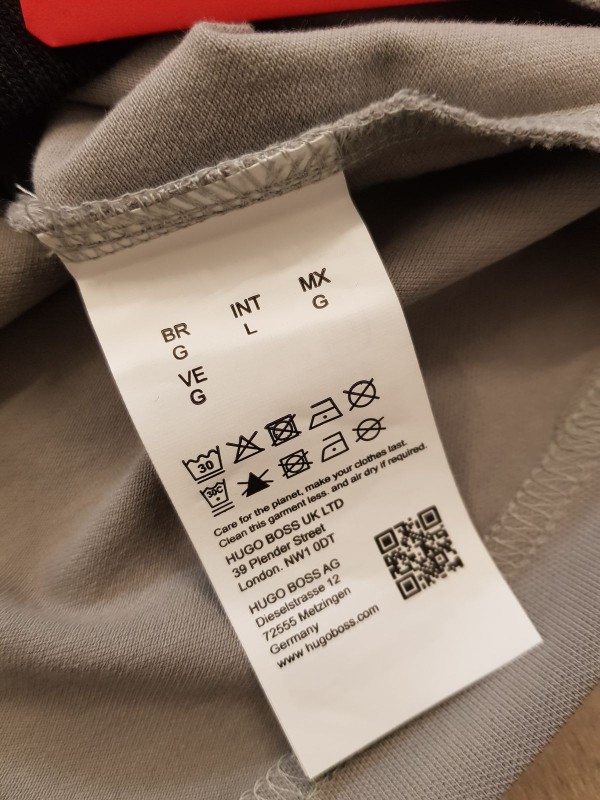 BR INT MX
G L G
VE
G
30
30C
Care for the planet, make your clothes last.
Clean this garment less. and air dry if required.
HUGO BOSS UK LTD
39 Plender Street
London. NW1 0DT
HUGO BOSS AG
Dieselstrasse 12
72555 Metzingen
Germany
www.hugoboss.com